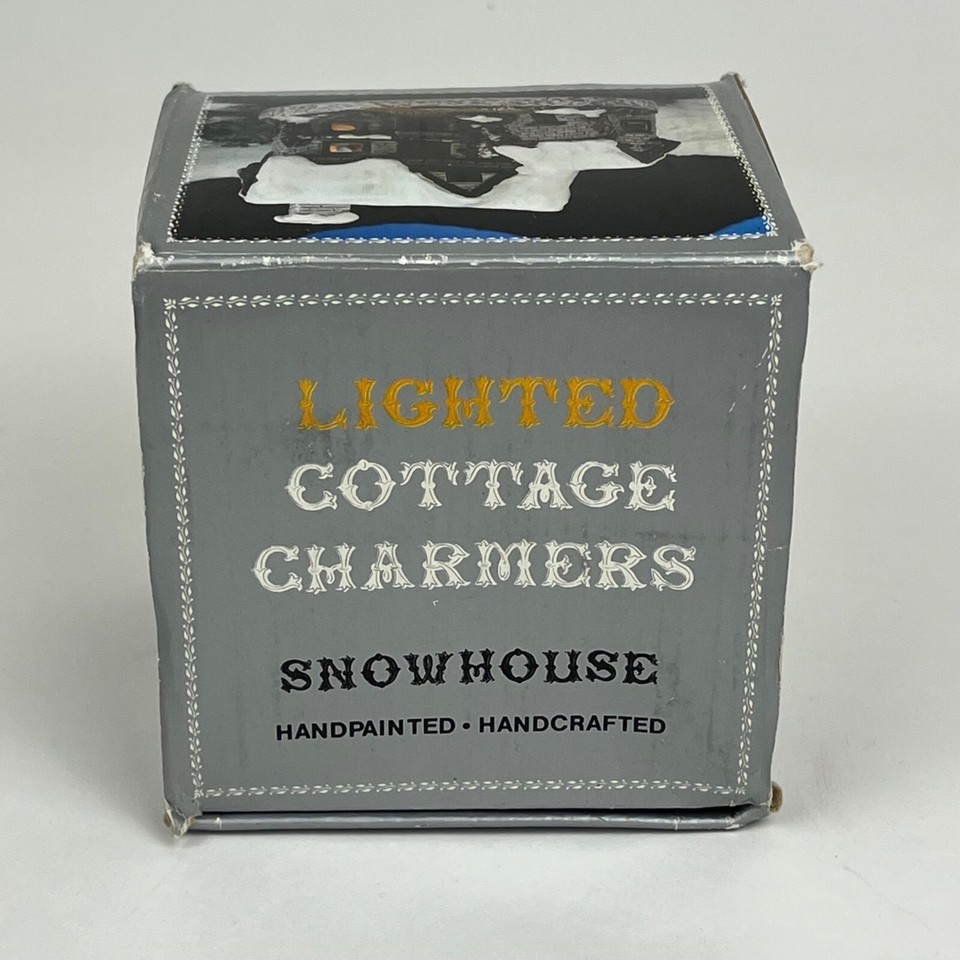 LIGHTED
COTTAGE
CHARMERS
SNOWHOUSE
HANDPAINTED • HANDCRAFTED